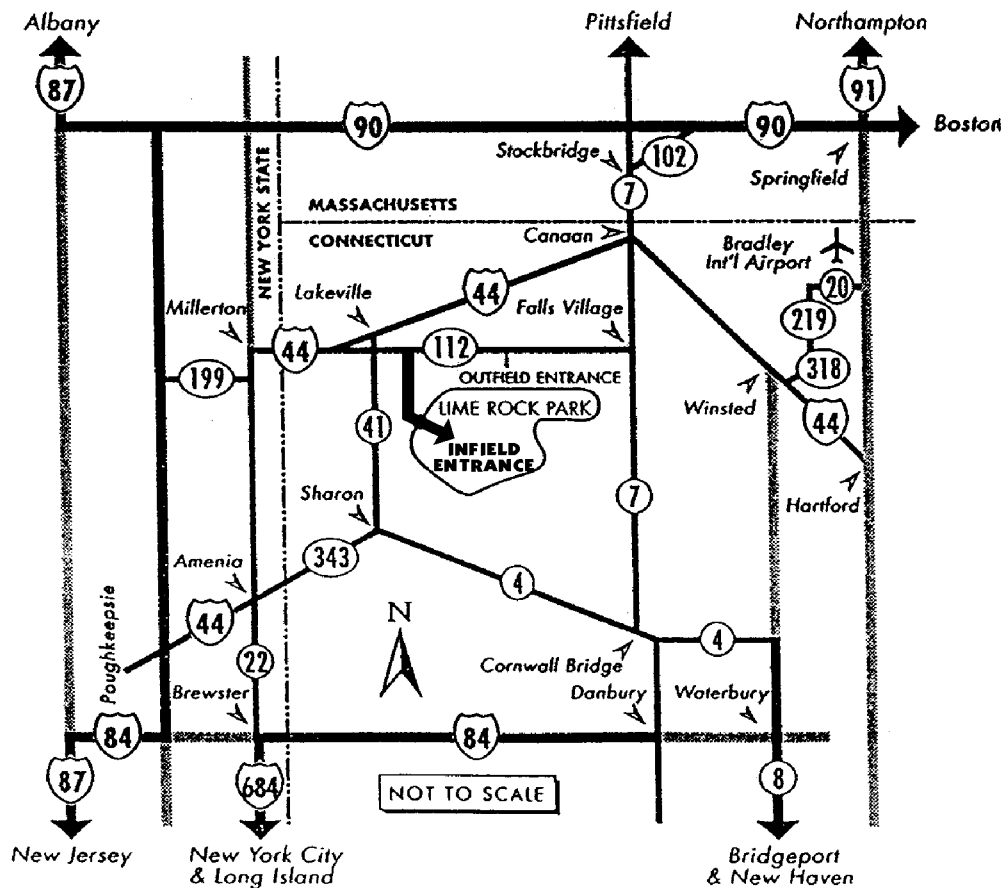 Albany
Pittsfield
Northampton
87
91
90
90
Boston
Stockbridge
102
Springfield
7
NEW YORK STATE
MASSACHUSETTS
CONNECTICUT
Canaan
Bradley
Int'l Airport
20
Lakeville
44
Millerton
Falls Village
219
44
112
318
199
OUTFIELD ENTRANCE
LIME ROCK PARK
Winsted
41
44
INFIELD
ENTRANCE
Sharon
7
Hartford
343
Amenia
4
N
44
Poughkeepsie
22
4
Cornwall Bridge
Brewster
Danbury
Waterbury
84
84
87
684
NOT TO SCALE
8
New Jersey
New York City
& Long Island
Bridgeport
& New Haven